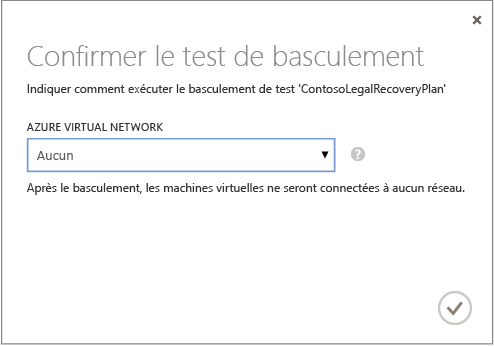 Confirmer le test de basculement
Indiquer comment exécuter le basculement de test 'ContosoLegalRecoveryPlan'
AZURE VIRTUAL NETWORK
Aucun
Après le basculement, les machines virtuelles ne seront connectées à aucun réseau.